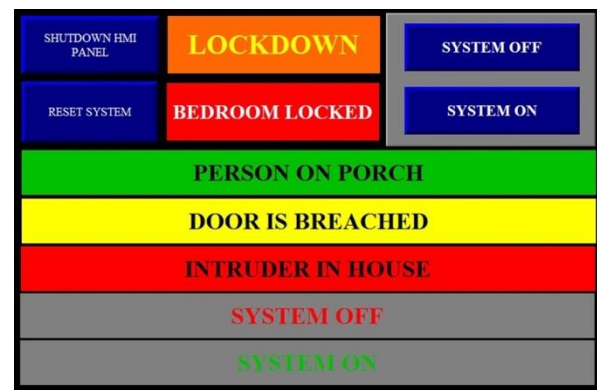 SHUTDOWN HMI
PANEL
LOCKDOWN
SYSTEM OFF
RESET SYSTEM
BEDROOM LOCKED
SYSTEM ON
PERSON ON PORCH
DOOR IS BREACHED
INTRUDER IN HOUSE
SYSTEM OFF
SYSTEM ON